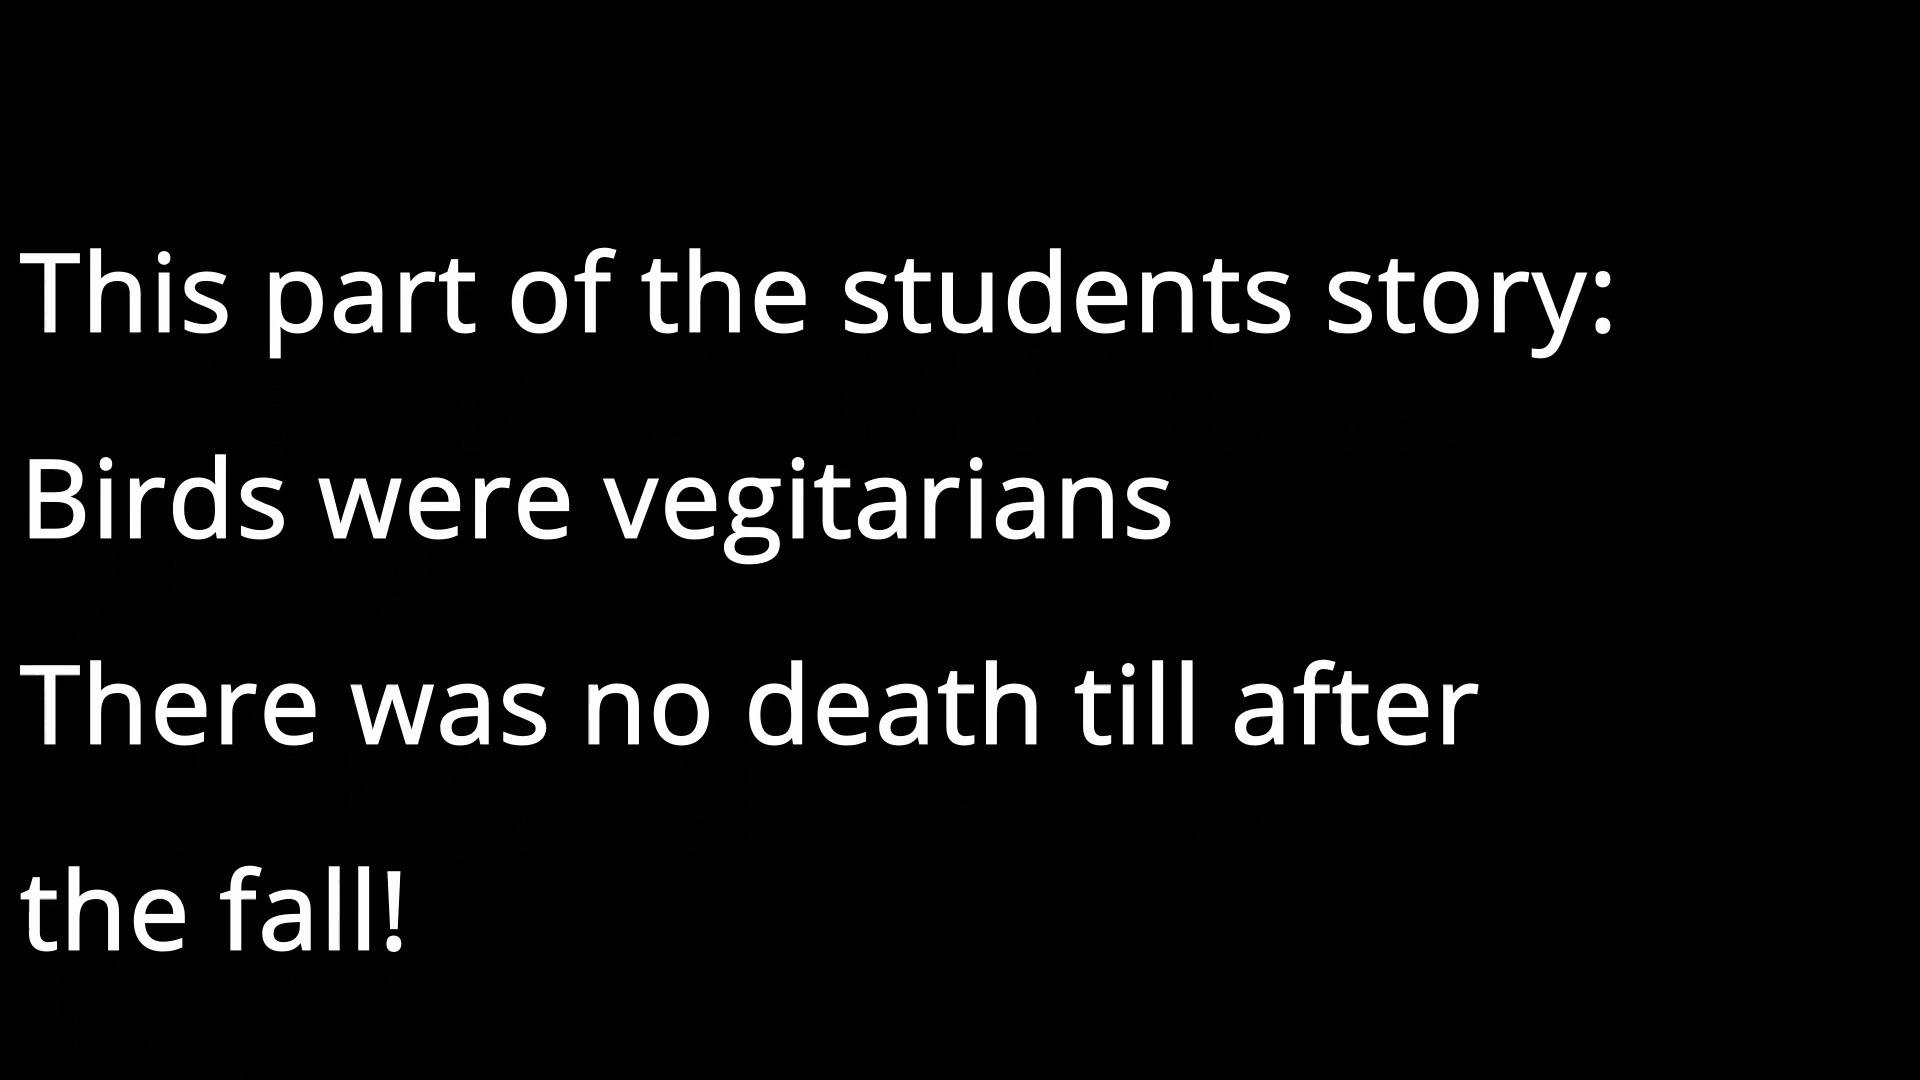 This part of the students story:
Birds were vegitarians
There was no death till after
the fall!